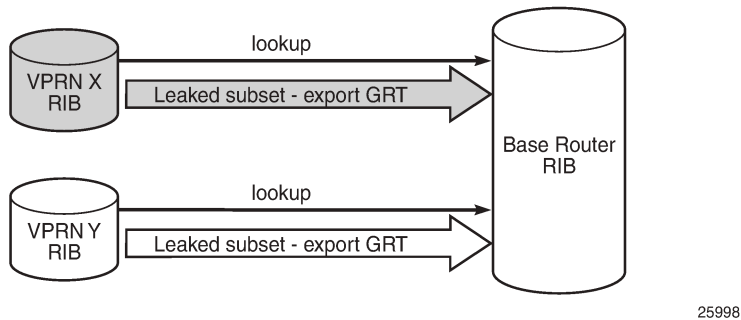 lookup
VPRN X
RIB
Leaked subset - export GRT
Base Router
RIB
lookup
VPRN Y
RIB
Leaked subset - export GRT
25998